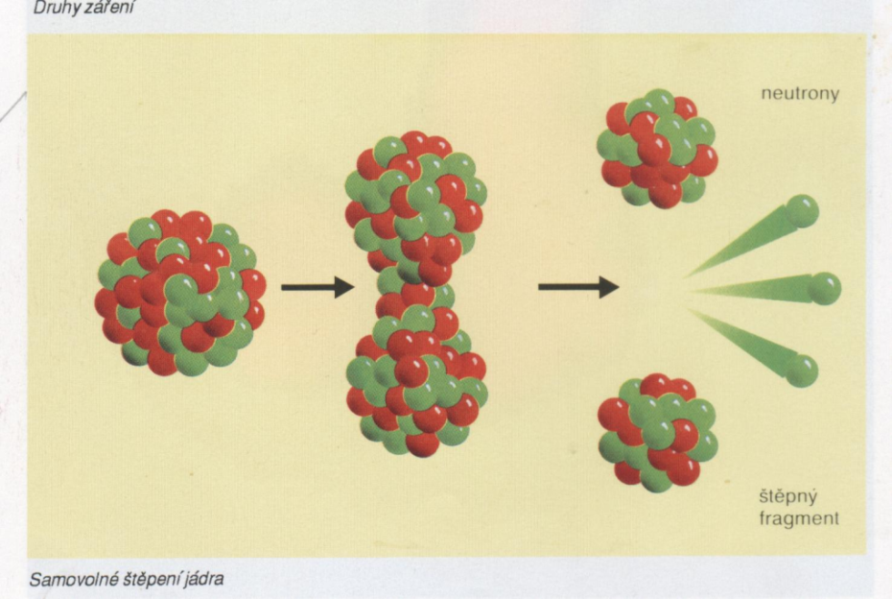 Druhy záření
neutrony
štěpný
fragment
Samovolné štěpení jádra